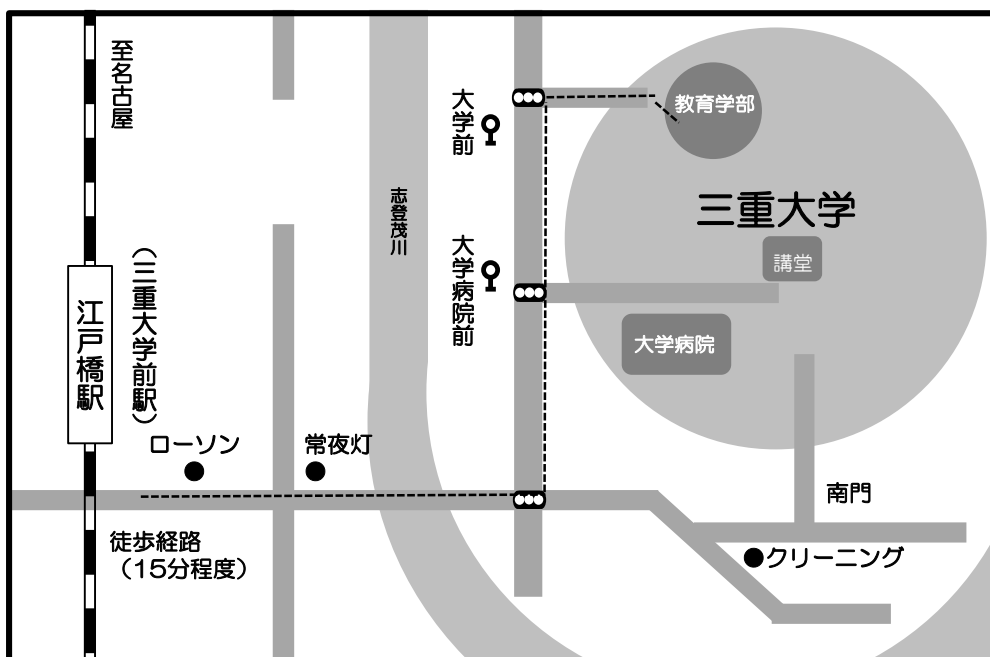 至名古屋
大学前
教育学部
志登茂川
三重大学
大学病院前
講堂
江戸橋駅
（三重大学前駅）
大学病院
ローソン
常夜灯
南門
徒歩経路
（15分程度）
クリーニング